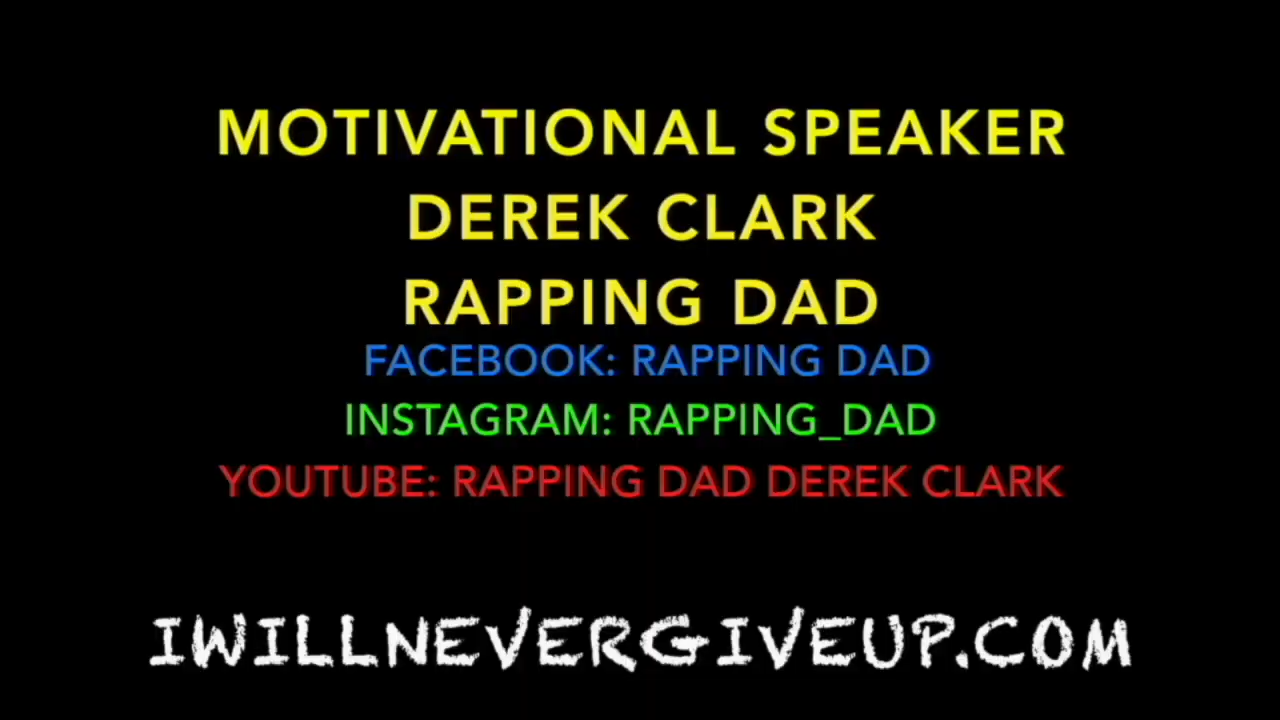 MOTIVATIONAL SPEAKER
DEREK CLARK
RAPPING DAD
FACEBOOK: RAPPING DAD
INSTAGRAM: RAPPING_DAD
YOUTUBE: RAPPING DAD DEREK CLARK
IWILLNEVERGIVEUP.COM